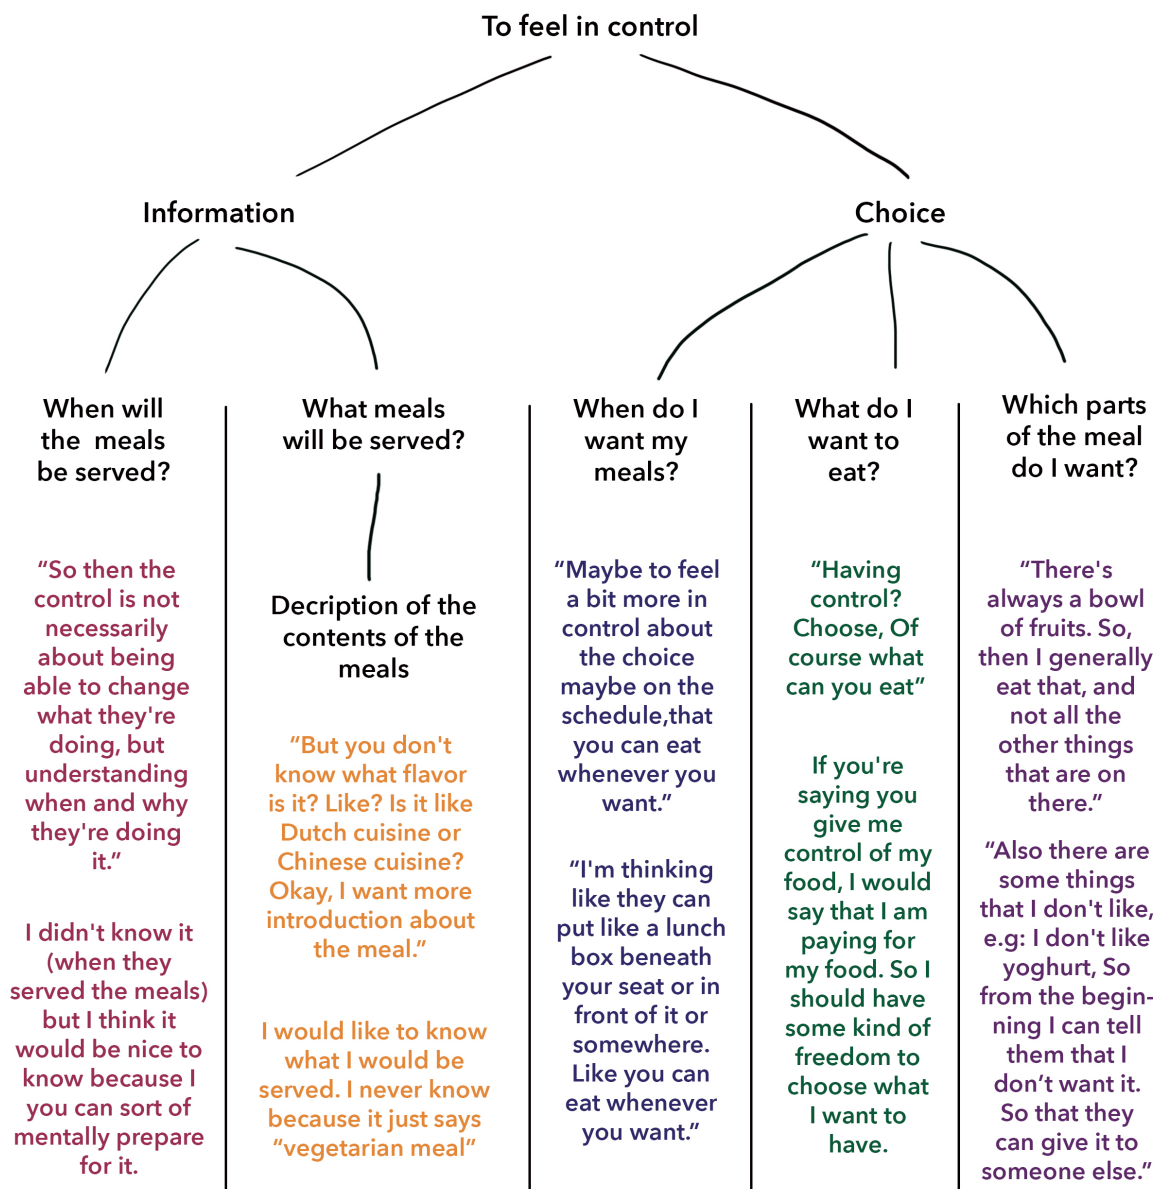 To feel in control
Information
Choice
When will
the meals
be served?
What meals
will be served?
When do I
want my
meals?
What do I
want to
eat?
Which parts
of the meal
do I want?
“So then the
control is not
necessarily
about being
able to change
what they're
doing, but
understanding
when and why
they're doing
it.”
I didn't know it
(when they
served the meals)
but I think it
would be nice to
know because I
you can sort of
mentally prepare
for it.
Decription of the
contents of the
meals
“But you don't
know what flavor
is it? Like? Is it like
Dutch cuisine or
Chinese cuisine?
Okay, I want more
introduction about
the meal.”
I would like to know
what I would be
served. I never know
because it just says
“vegetarian meal”
“Maybe to feel
a bit more in
control about
the choice
maybe on the
schedule,that
you can eat
whenever you
want.”
“I'm thinking
like they can
put like a lunch
box beneath
your seat or in
front of it or
somewhere.
Like you can
eat whenever
you want.”
“Having
control?
Choose, Of
course what
can you eat”
If you're
saying you
give me
control of my
food, I would
say that I am
paying for
my food. So I
should have
some kind of
freedom to
choose what
I want to
have.
“There's
always a bowl
of fruits. So,
then I generally
eat that, and
not all the
other things
that are on
there.”
“Also there are
some things
that I don't like,
e.g: I don't like
yoghurt, So
from the begin-
ning I can tell
them that I
don‘t want it.
So that they
can give it to
someone else.”